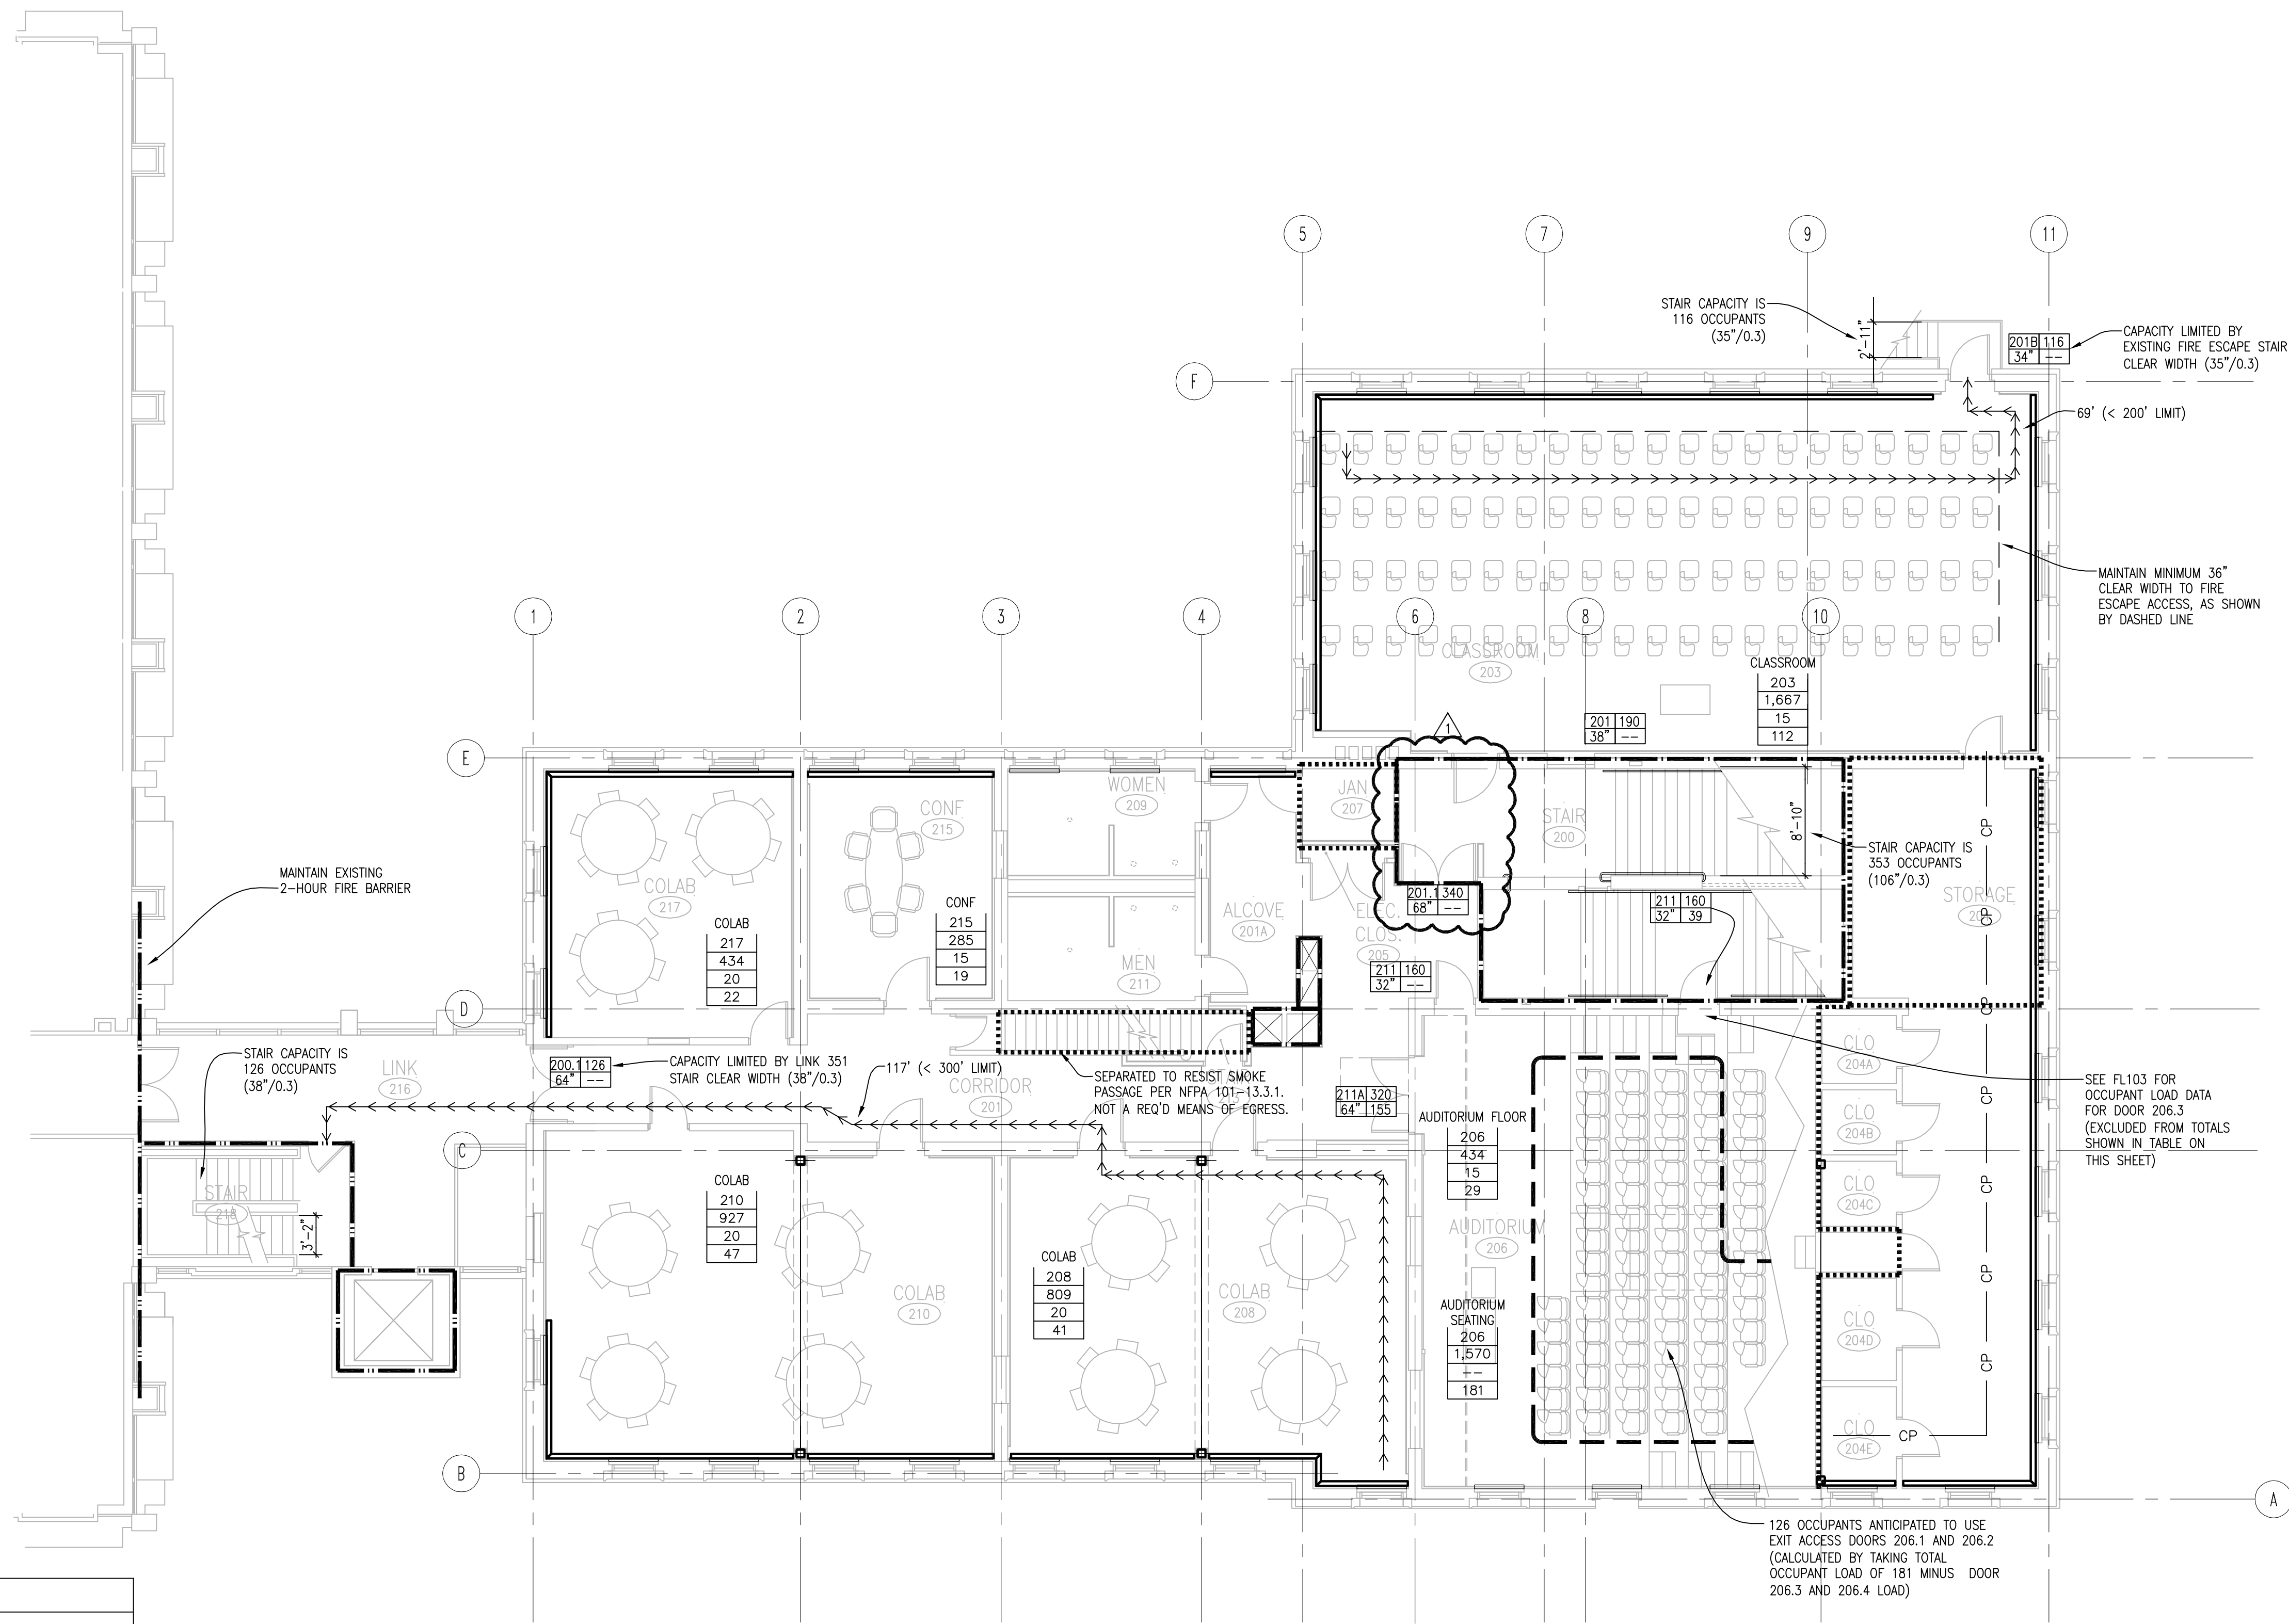 5
7
9
11
STAIR CAPACITY IS
116 OCCUPANTS
(35"/0.3)
2'-11"
201B 116
34" --
CAPACITY LIMITED BY
EXISTING FIRE ESCAPE STAIR
CLEAR WIDTH (35"/0.3)
F
69' (< 200' LIMIT)
MAINTAIN MINIMUM 36"
CLEAR WIDTH TO FIRE
ESCAPE ACCESS, AS SHOWN
BY DASHED LINE
1
2
3
4
6
8
10
CLASSROOM
203
CLASSROOM
203
1,667
15
112
201 190
38" --
1
E
WOMEN
209
JAN
207
STAIR
200
8'-10"
CP
STAIR CAPACITY IS
353 OCCUPANTS
(106"/0.3)
STORAGE
CP
CONF
215
COLAB
217
MAINTAIN EXISTING
2-HOUR FIRE BARRIER
201.1 340
68" --
211 160
32" 39
CONF
215
285
15
19
COLAB
217
434
20
22
ALCOVE
201A
ELEC.
CLOS.
205
MEN
211
211 160
32" --
D
CP
STAIR CAPACITY IS
126 OCCUPANTS
(38"/0.3)
LINK
216
200.1 126
64" --
CAPACITY LIMITED BY LINK 351
STAIR CLEAR WIDTH (38"/0.3)
117' (< 300' LIMIT)
CORRIDOR
201
SEPARATED TO RESIST SMOKE
PASSAGE PER NFPA 101-13.3.1.
NOT A REQ'D MEANS OF EGRESS.
211A 320
64" 155
CLO
204A
CP
SEE FL103 FOR
OCCUPANT LOAD DATA
FOR DOOR 206.3
(EXCLUDED FROM TOTALS
SHOWN IN TABLE ON
THIS SHEET)
AUDITORIUM FLOOR
206
434
15
29
CLO
204B
C
STAIR
218
3'-2"
COLAB
210
927
20
47
CLO
204C
CP
AUDITORIUM
206
COLAB
208
809
20
41
COLAB
210
COLAB
208
CP
AUDITORIUM
SEATING
206
1,570
--
181
CLO
204D
CP
CLO
204E
CP
B
A
126 OCCUPANTS ANTICIPATED TO USE
EXIT ACCESS DOORS 206.1 AND 206.2
(CALCULATED BY TAKING TOTAL
OCCUPANT LOAD OF 181 MINUS DOOR
206.3 AND 206.4 LOAD)